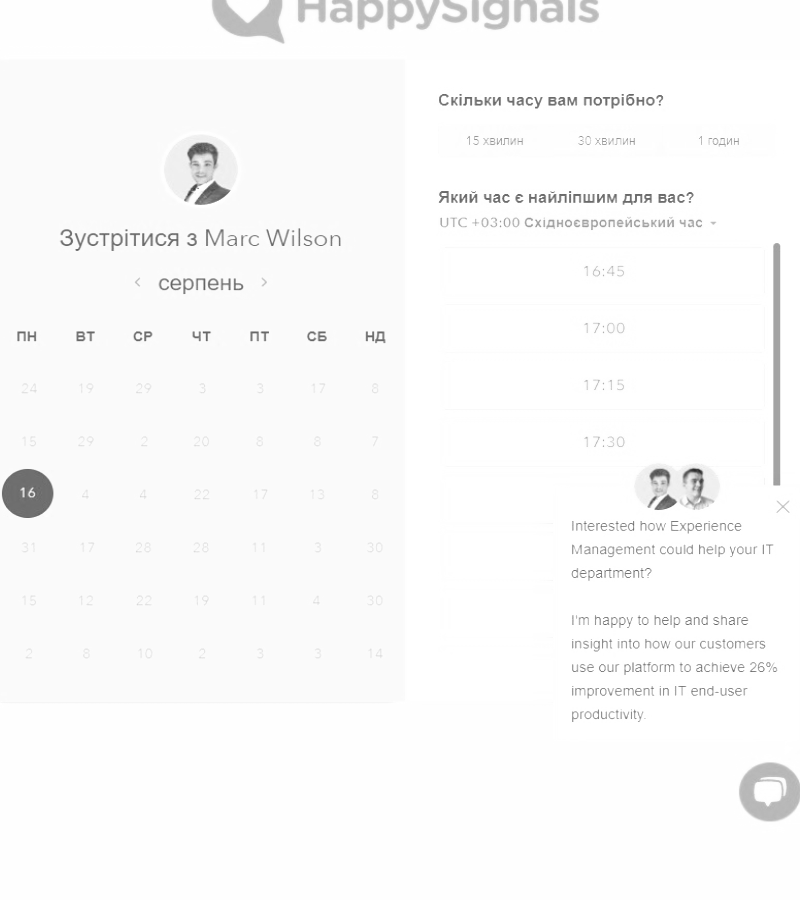 HappySignals
Зустрітися з Marc Wilson
серпень
ПН ВТ СР ЧТ ПТ СБ НД
24 19 29 3 3 17 8
15 29 2 20 8 8 7
16 4 4 22 17 13 8
31 17 28 28 11 3 30
15 12 22 19 11 4 30
2 8 10 2 3 3 14
Скільки часу вам потрібно?
15 хвилин 30 хвилин 1 годин
Який час є найліпшим для вас?
UTC +03:00 Східноєвропейський час
16:45
17:00
17:15
17:30
Interested how Experience
Management could help your IT
department?
I'm happy to help and share
insight into how our customers
use our platform to achieve 26%
improvement in IT end-user
productivity.